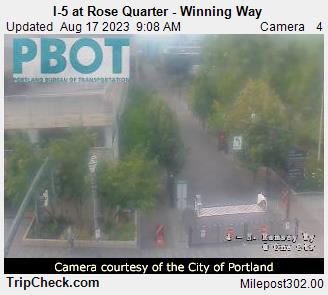 I-5 at Rose Quarter - Winning Way
Updated Aug 17 2023 9:08 AM Camera 4
PBOT
PORTLAND BUREAU OF TRANSPORTATION
Camera courtesy of the City of Portland
TripCheck.com Milepost302.00